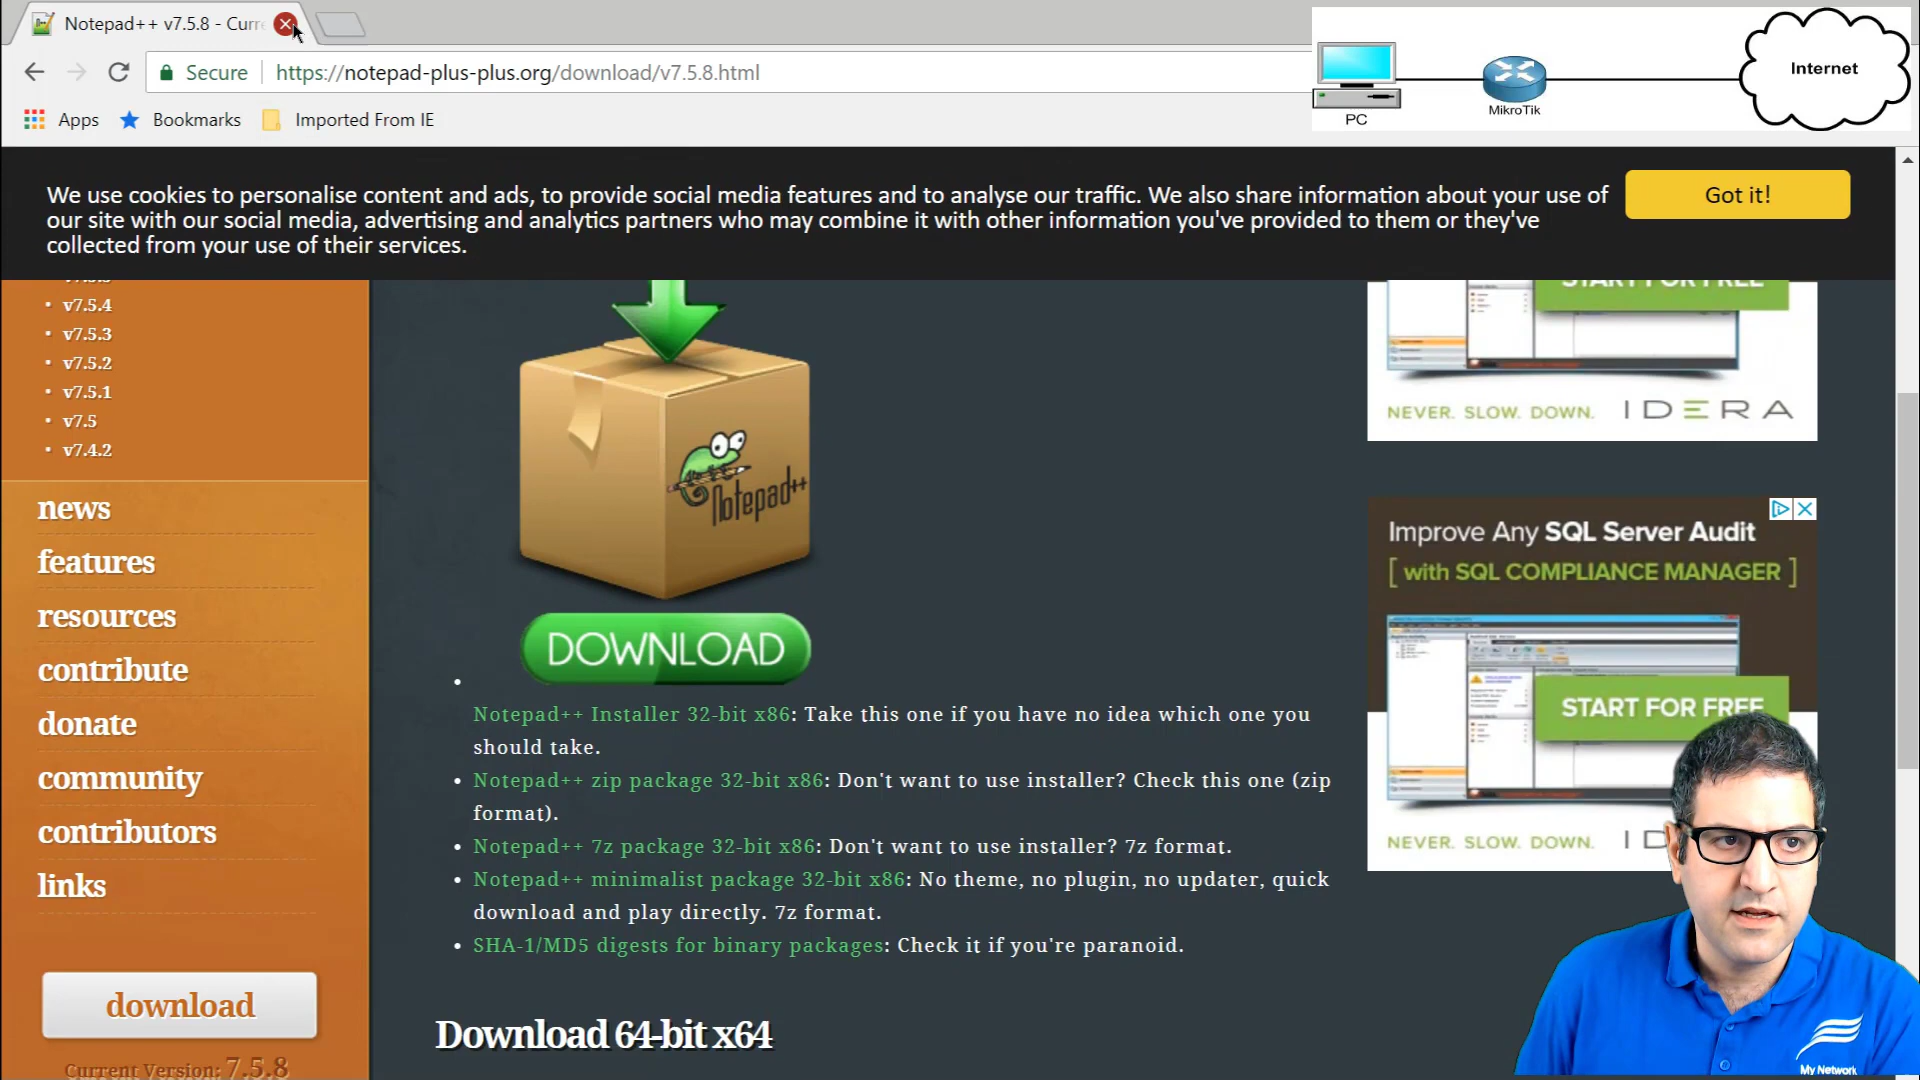 Notepad++ v7.5.8 - Curr
Secure
https://notepad-plus-plus.org/download/v7.5.8.html
Apps
Bookmarks
Imported From IE
PC
MikroTik
Internet
We use cookies to personalise content and ads, to provide social media features and to analyse our traffic. We also share information about your use of
our site with our social media, advertising and analytics partners who may combine it with other information you've provided to them or they've
collected from your use of their services.
Got it!
• v7.5.4
• v7.5.3
• v7.5.2
• v7.5.1
• v7.5
• v7.4.2
news
features
resources
contribute
donate
community
contributors
links
download
Current Version: 7.5.8
Notepad++
DOWNLOAD
• Notepad++ Installer 32-bit x86: Take this one if you have no idea which one you
should take.
• Notepad++ zip package 32-bit x86: Don't want to use installer? Check this one (zip
format).
• Notepad++ 7z package 32-bit x86: Don't want to use installer? 7z format.
• Notepad++ minimalist package 32-bit x86: No theme, no plugin, no updater, quick
download and play directly. 7z format.
• SHA-1/MD5 digests for binary packages: Check it if you're paranoid.
Download 64-bit x64
START FOR FREE
NEVER. SLOW. DOWN.
IDERA
Improve Any SQL Server Audit
[ with SQL COMPLIANCE MANAGER ]
START FOR FREE
NEVER. SLOW. DOWN.
ID
My Network